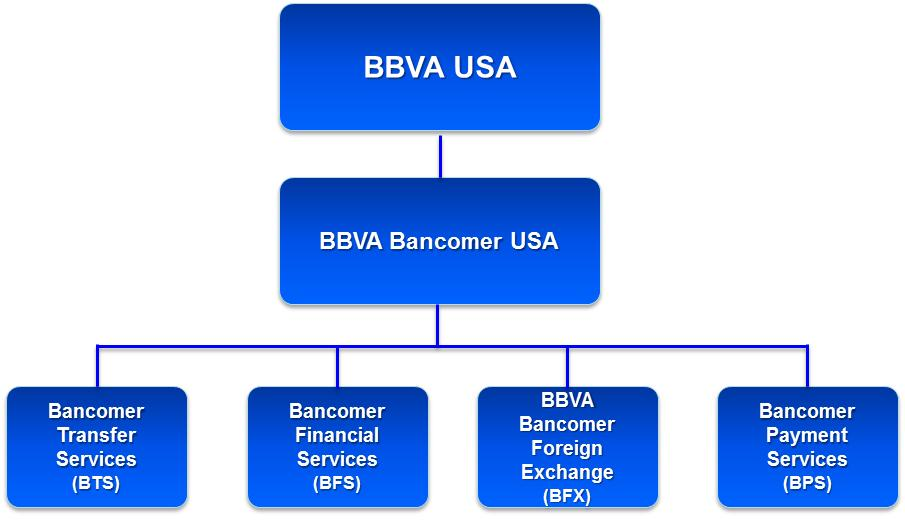 BBVA USA
BBVA Bancomer USA
Bancomer
Transfer
Services
(BTS)
Bancomer
Financial
Services
(BFS)
BBVA
Bancomer
Foreign
Exchange
(BFX)
Bancomer
Payment
Services
(BPS)